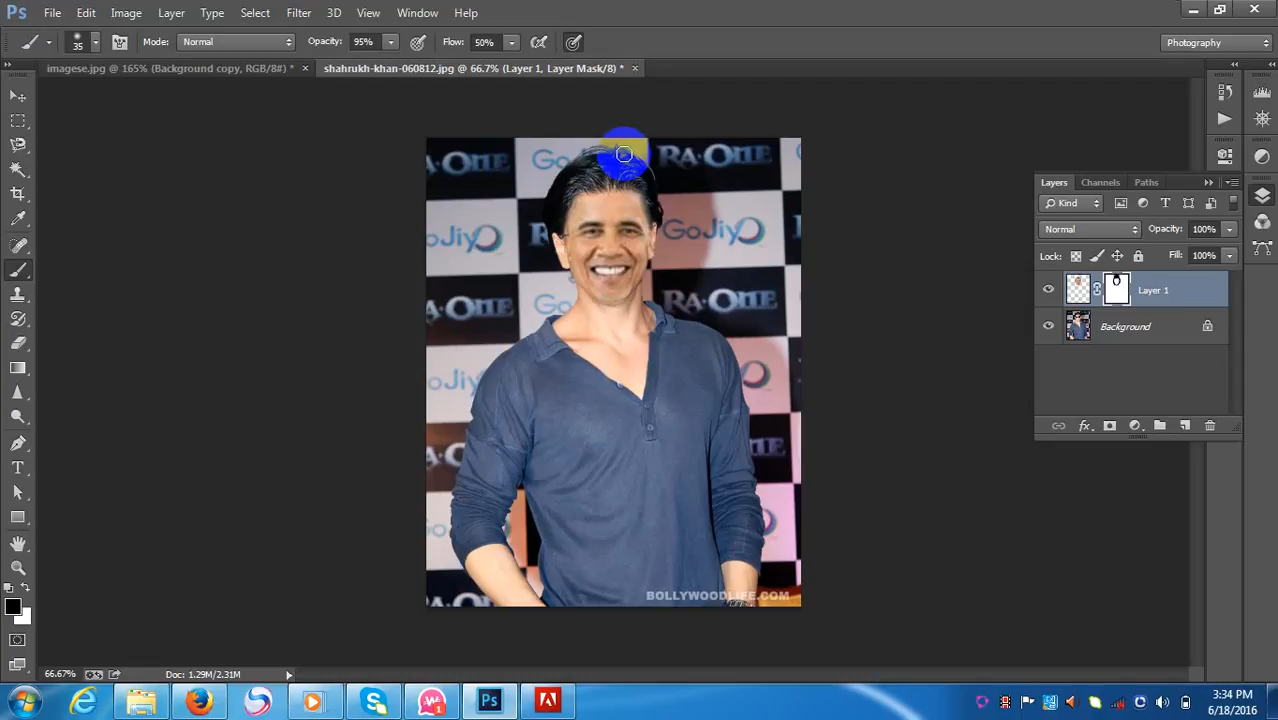 Ps File Edit Image Layer Type Select Filter 3D View Window Help
35 Mode: Normal Opacity: 95% Flow: 50% Photography
imagese.jpg @ 165% (Background copy, RGB/8#) * × shahrukh-khan-060812.jpg @ 66.7% (Layer 1, Layer Mask/8) * ×
RA·ONE
GoJiyo
BOLLYWOODLIFE.COM
Layers Channels Paths
Kind
Normal Opacity: 100%
Lock: Fill: 100%
Layer 1
Background
fx
66.67% Doc: 1.29M/2.31M
Ps
3:34 PM
6/18/2016